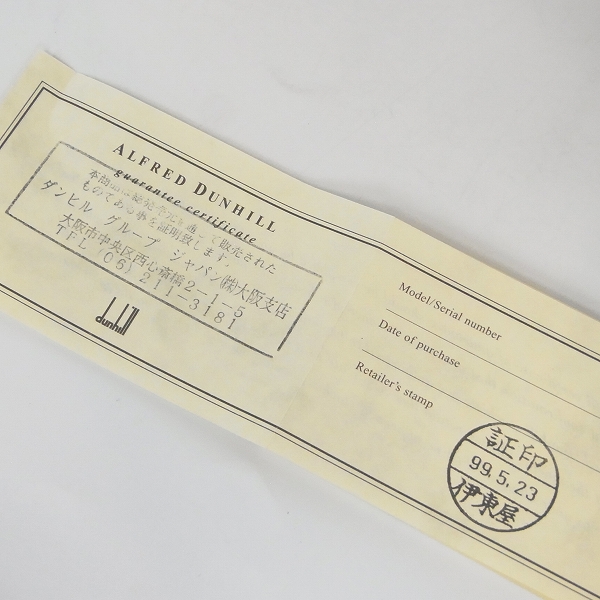 ALFRED DUNHILL
guarantee certificate
ものである事を証明致します。
ダンヒル グループ ジャパン㈱大阪支店
大阪市中央区西心斎橋2-1-5
TEL (06) 211-3181
dunhill
Model/Serial number
Date of purchase
Retailer's stamp
証印
99.5.23
伊東屋